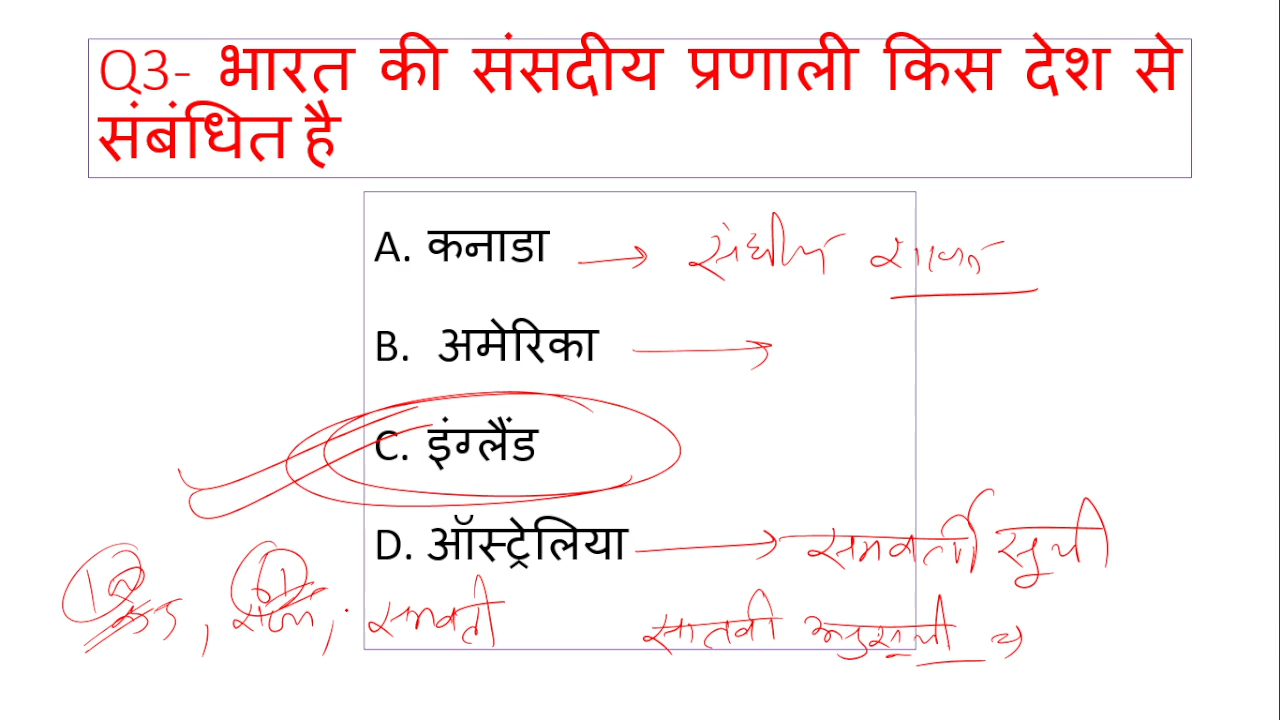 Q3- भारत की संसदीय प्रणाली किस देश से
संबंधित है
A. कनाडा → संघीय शासन
B. अमेरिका →
C. इंग्लैंड
D. ऑस्ट्रेलिया → समवर्ती सूची
समवर्ती सातवी अनुसूची